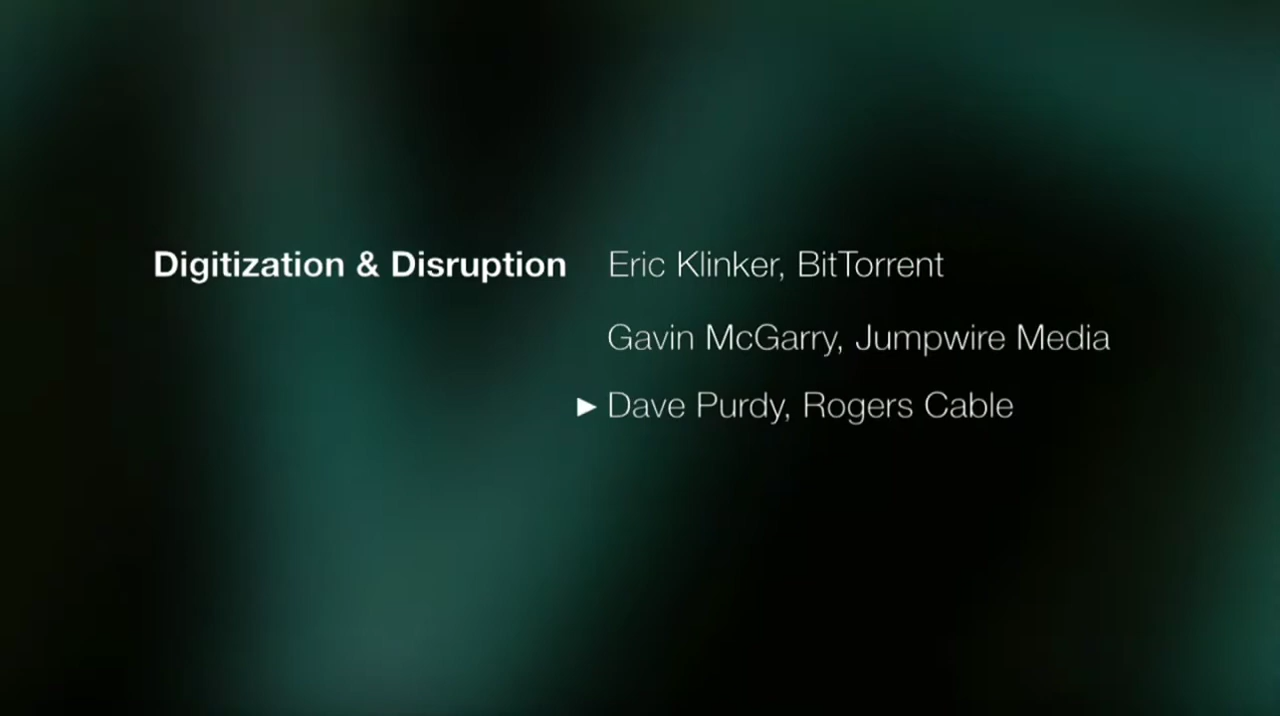 Digitization & Disruption Eric Klinker, BitTorrent
Gavin McGarry, Jumpwire Media
▶ Dave Purdy, Rogers Cable